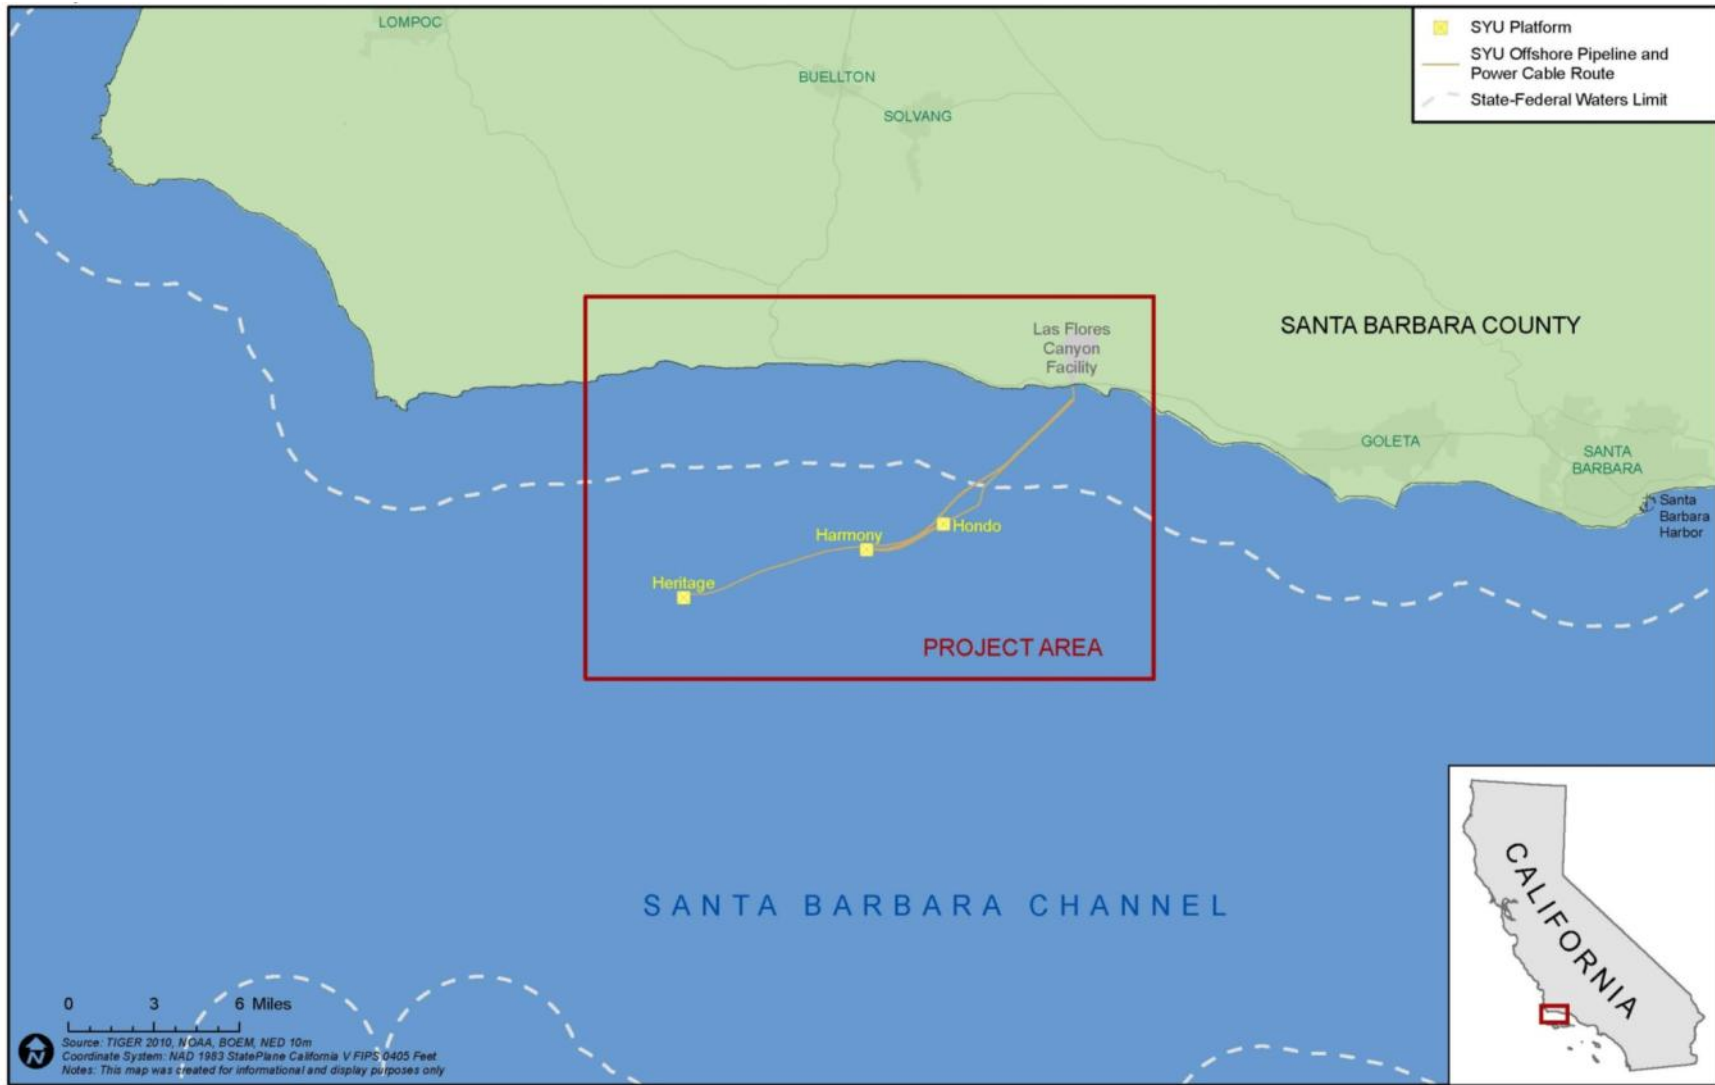 LOMPOC
BUELLTON
SOLVANG
SYU Platform
SYU Offshore Pipeline and
Power Cable Route
State-Federal Waters Limit
SANTA BARBARA COUNTY
Las Flores
Canyon
Facility
GOLETA
SANTA
BARBARA
Santa
Barbara
Harbor
Hondo
Harmony
Heritage
PROJECT AREA
SANTA BARBARA CHANNEL
CALIFORNIA
0 3 6 Miles
N
Source: TIGER 2010, NOAA, BOEM, NED 10m
Coordinate System: NAD 1983 StatePlane California V FIPS 0405 Feet
Notes: This map was created for informational and display purposes only